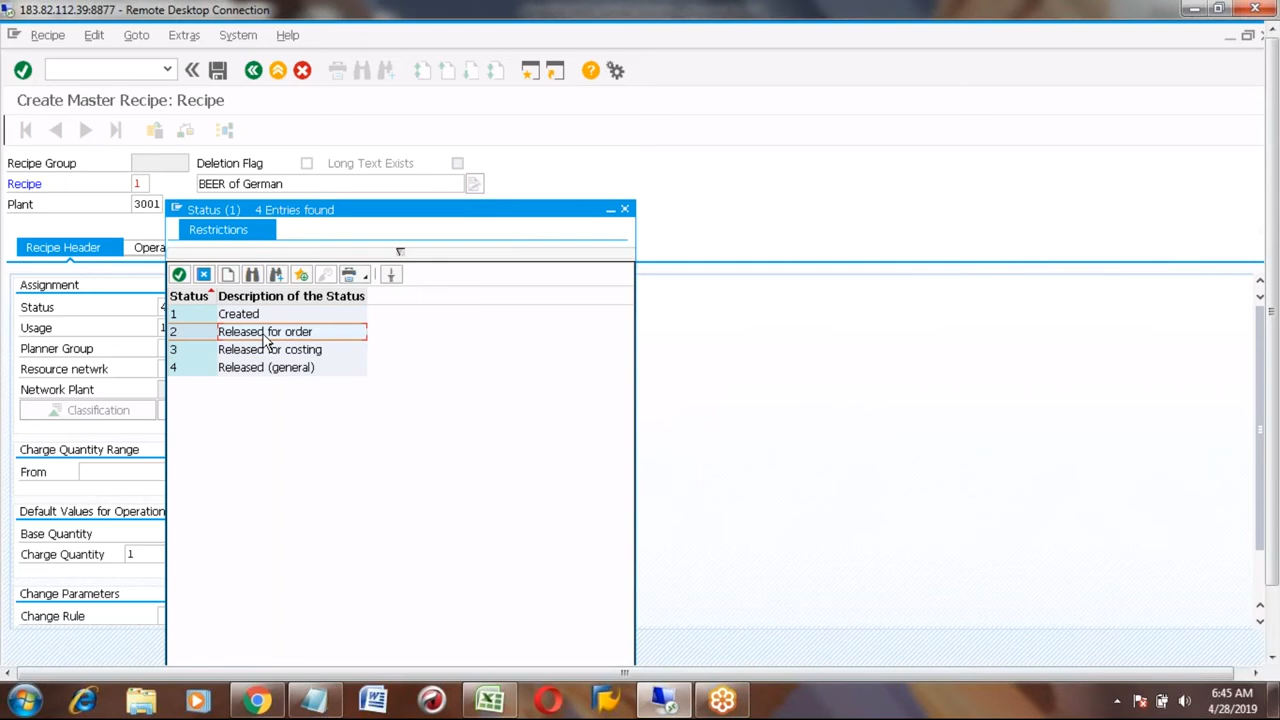 183.82.112.39:8877 - Remote Desktop Connection
Recipe Edit Goto Extras System Help
Create Master Recipe: Recipe
Recipe Group Deletion Flag Long Text Exists
Recipe 1 BEER of German
Plant 3001
Status (1) 4 Entries found
Restrictions
Recipe Header Opera
Assignment
Status 4
Usage 1
Planner Group
Resource netwrk
Network Plant
Classification
Charge Quantity Range
From
Default Values for Operation
Base Quantity
Charge Quantity 1
Change Parameters
Change Rule
Status Description of the Status
1 Created
2 Released for order
3 Released for costing
4 Released (general)
6:45 AM
4/28/2019